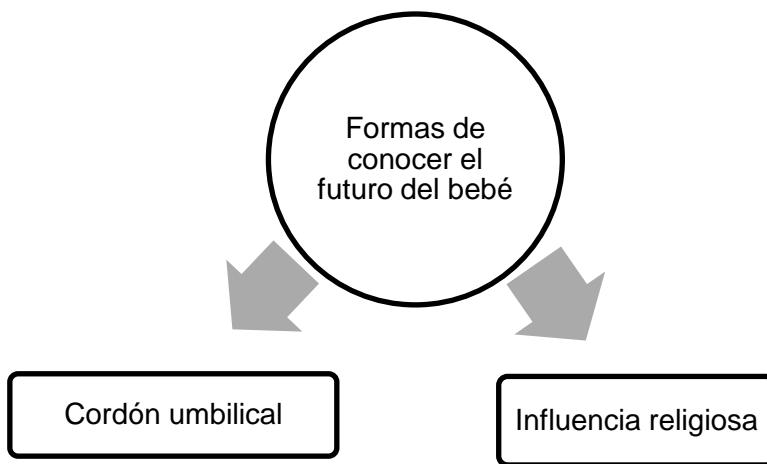 Formas de
conocer el
futuro del bebé
Cordón umbilical
Influencia religiosa